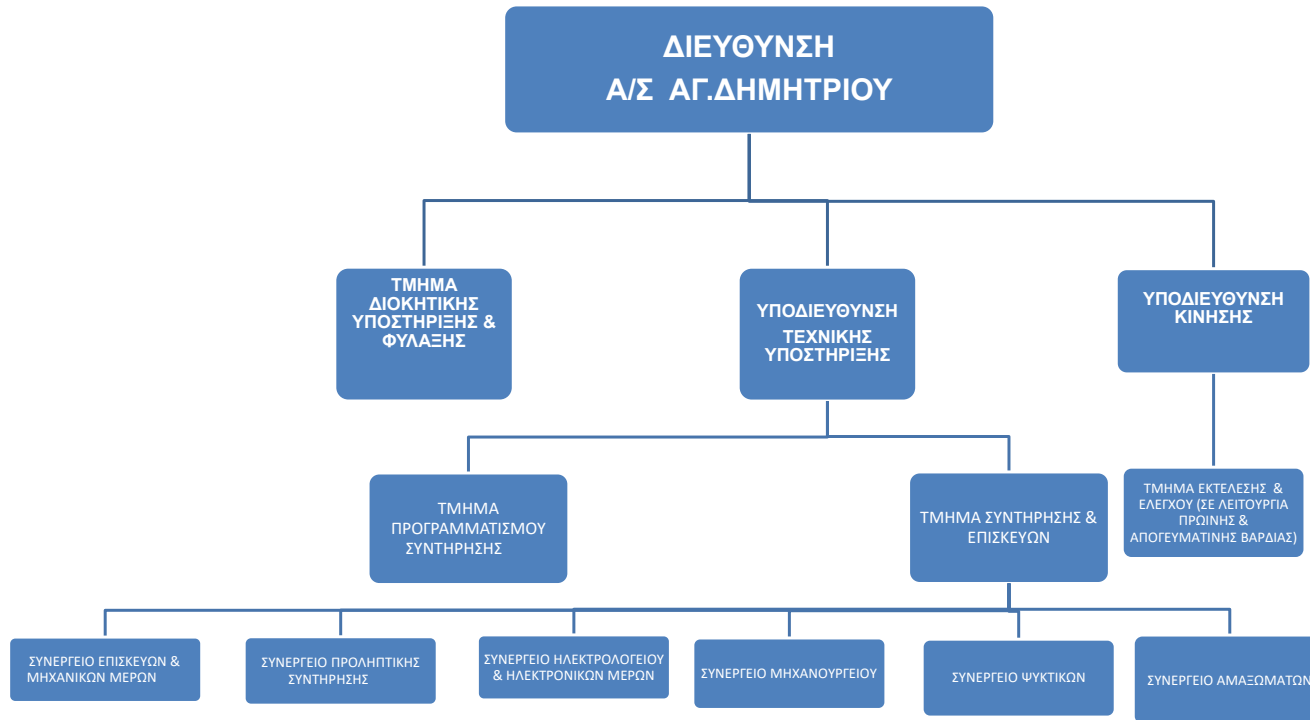 ΔΙΕΥΘΥΝΣΗ
Α/Σ ΑΓ.ΔΗΜΗΤΡΙΟΥ
ΤΜΗΜΑ
ΔΙΟΚΗΤΙΚΗΣ
ΥΠΟΣΤΗΡΙΞΗΣ &
ΦΥΛΑΞΗΣ
ΥΠΟΔΙΕΥΘΥΝΣΗ
ΤΕΧΝΙΚΗΣ
ΥΠΟΣΤΗΡΙΞΗΣ
ΥΠΟΔΙΕΥΘΥΝΣΗ
ΚΙΝΗΣΗΣ
ΤΜΗΜΑ
ΠΡΟΓΡΑΜΜΑΤΙΣΜΟΥ
ΣΥΝΤΗΡΗΣΗΣ
ΤΜΗΜΑ ΣΥΝΤΗΡΗΣΗΣ &
ΕΠΙΣΚΕΥΩΝ
ΤΜΗΜΑ ΕΚΤΕΛΕΣΗΣ &
ΕΛΕΓΧΟΥ (ΣΕ ΛΕΙΤΟΥΡΓΙΑ
ΠΡΩΙΝΗΣ &
ΑΠΟΓΕΥΜΑΤΙΝΗΣ ΒΑΡΔΙΑΣ)
ΣΥΝΕΡΓΕΙΟ ΕΠΙΣΚΕΥΩΝ &
ΜΗΧΑΝΙΚΩΝ ΜΕΡΩΝ
ΣΥΝΕΡΓΕΙΟ ΠΡΟΛΗΠΤΙΚΗΣ
ΣΥΝΤΗΡΗΣΗΣ
ΣΥΝΕΡΓΕΙΟ ΗΛΕΚΤΡΟΛΟΓΕΙΟΥ
& ΗΛΕΚΤΡΟΝΙΚΩΝ ΜΕΡΩΝ
ΣΥΝΕΡΓΕΙΟ ΜΗΧΑΝΟΥΡΓΕΙΟΥ
ΣΥΝΕΡΓΕΙΟ ΨΥΚΤΙΚΩΝ
ΣΥΝΕΡΓΕΙΟ ΑΜΑΞΩΜΑΤΩΝ